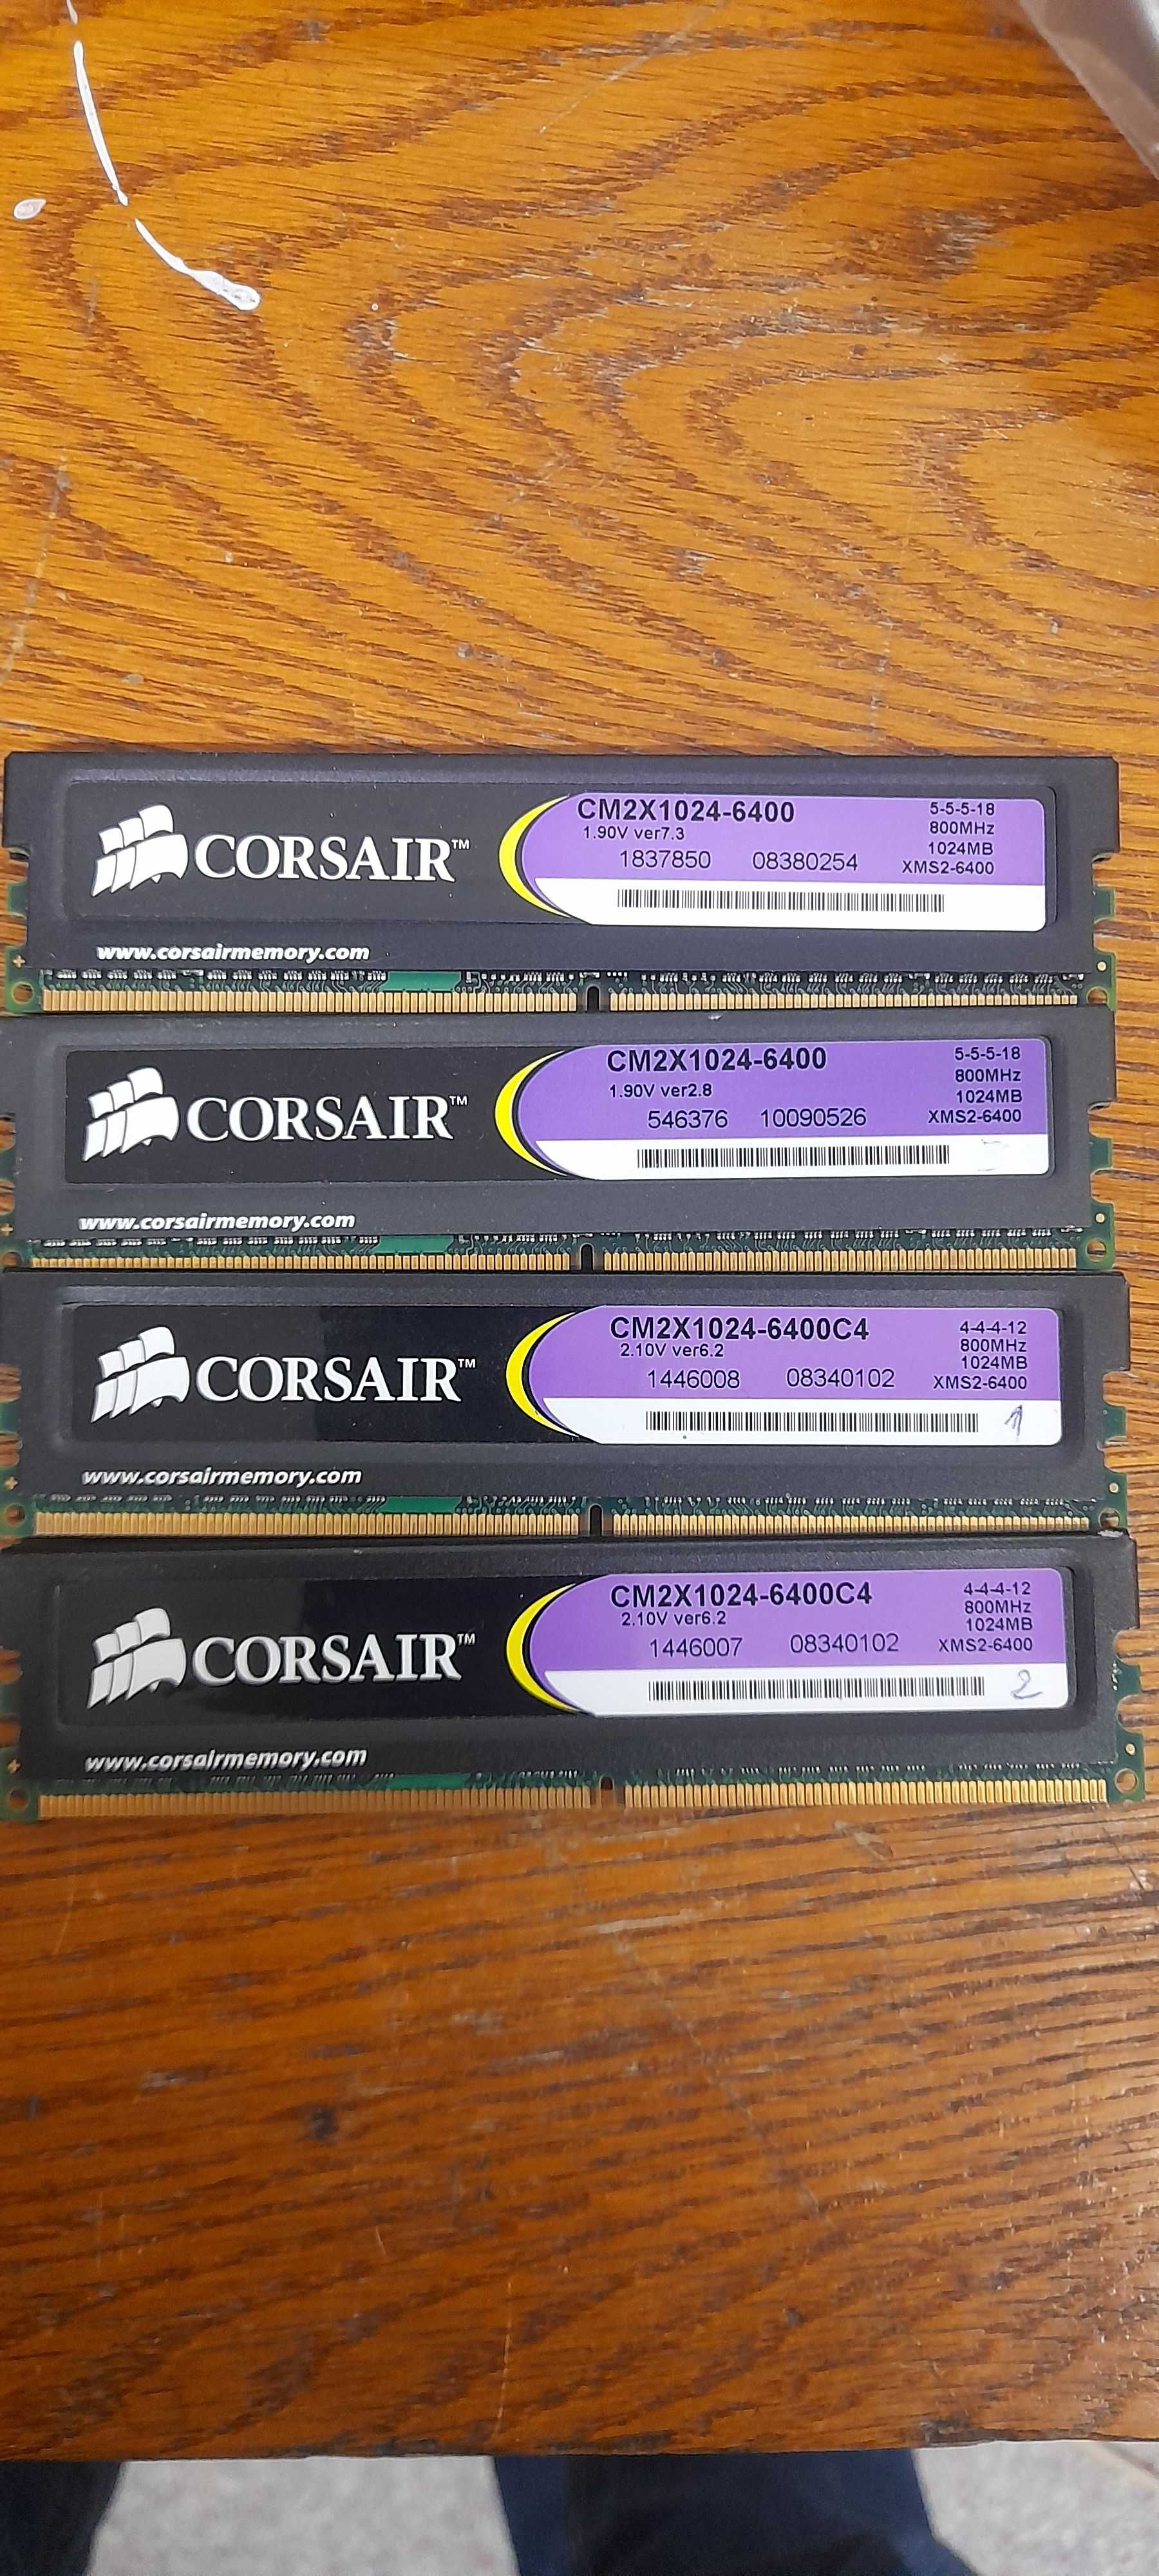 CORSAIR™
www.corsairmemory.com
CM2X1024-6400
1.90V ver7.3
1837850 08380254
5-5-5-18
800MHz
1024MB
XMS2-6400
CORSAIR™
www.corsairmemory.com
CM2X1024-6400
1.90V ver2.8
546376 10090526
5-5-5-18
800MHz
1024MB
XMS2-6400
CORSAIR™
www.corsairmemory.com
CM2X1024-6400C4
2.10V ver6.2
1446008 08340102
4-4-4-12
800MHz
1024MB
XMS2-6400
1
CORSAIR™
www.corsairmemory.com
CM2X1024-6400C4
2.10V ver6.2
1446007 08340102
4-4-4-12
800MHz
1024MB
XMS2-6400
2